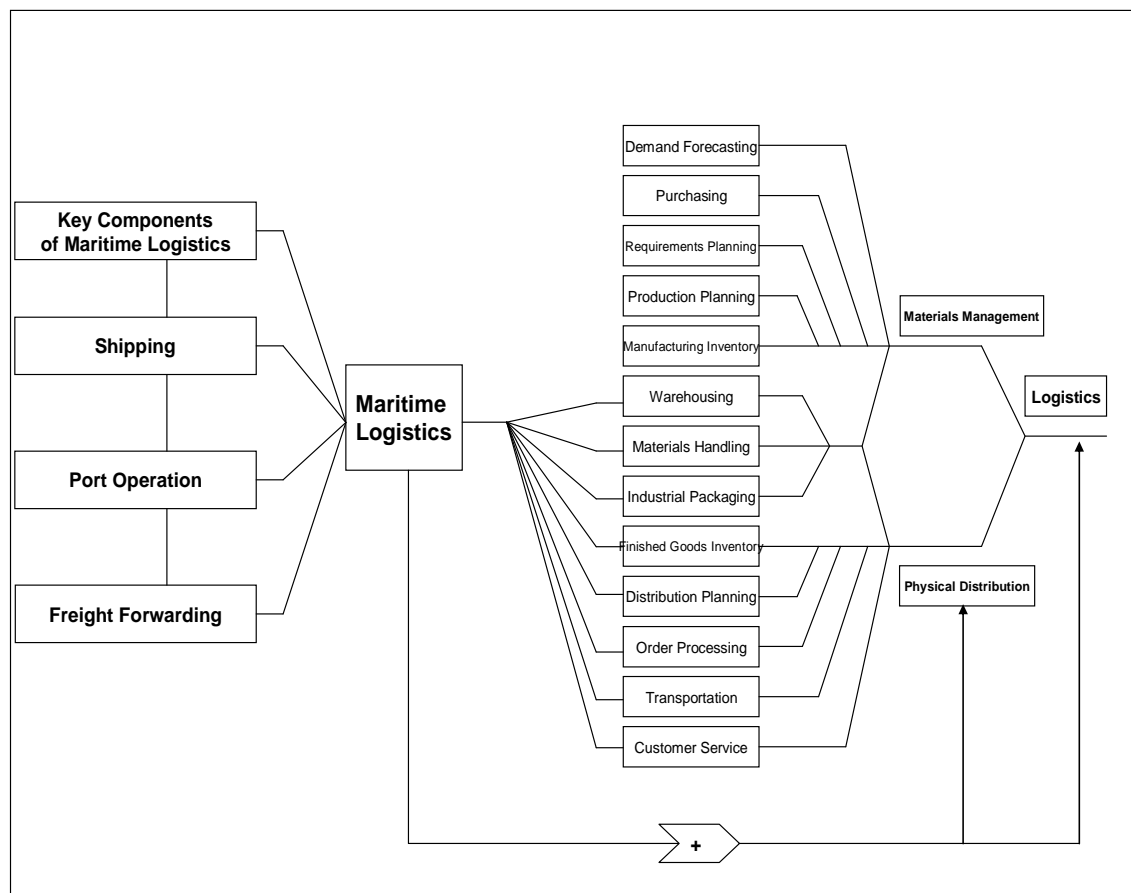 Key Components
of Maritime Logistics
Shipping
Port Operation
Freight Forwarding
Maritime
Logistics
Demand Forecasting
Purchasing
Requirements Planning
Production Planning
Manufacturing Inventory
Warehousing
Materials Handling
Industrial Packaging
Finished Goods Inventory
Distribution Planning
Order Processing
Transportation
Customer Service
Materials Management
Logistics
Physical Distribution
+